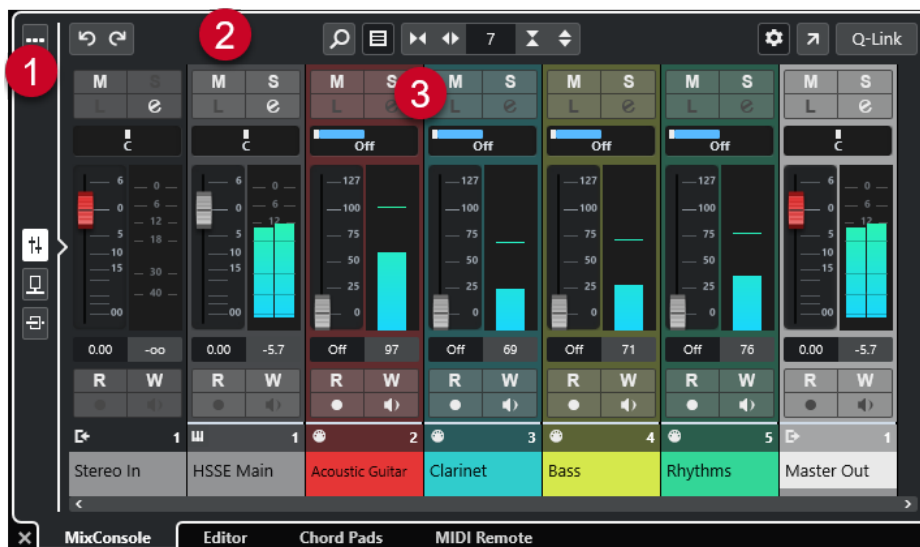 2
7
Q-Link
1
M S M S M S M S M S M S M S
L e L e L e L e L e L e L e
3
C C Off Off Off Off C
6 0 6 0 127 127 127 127 6 0
0 6 0 6 100 100 100 100 0 6
5 12 5 12 75 75 75 75 5 12
10 18 10 50 50 50 50 10
15 30 15 25 25 25 25 15
00 40 00 0 0 0 0 00
0.00 -oo 0.00 -5.7 Off 97 Off 69 Off 71 Off 76 0.00 -5.7
R W R W R W R W R W R W R W
1 1 2 3 4 5 1
Stereo In HSSE Main Acoustic Guitar Clarinet Bass Rhythms Master Out
MixConsole Editor Chord Pads MIDI Remote